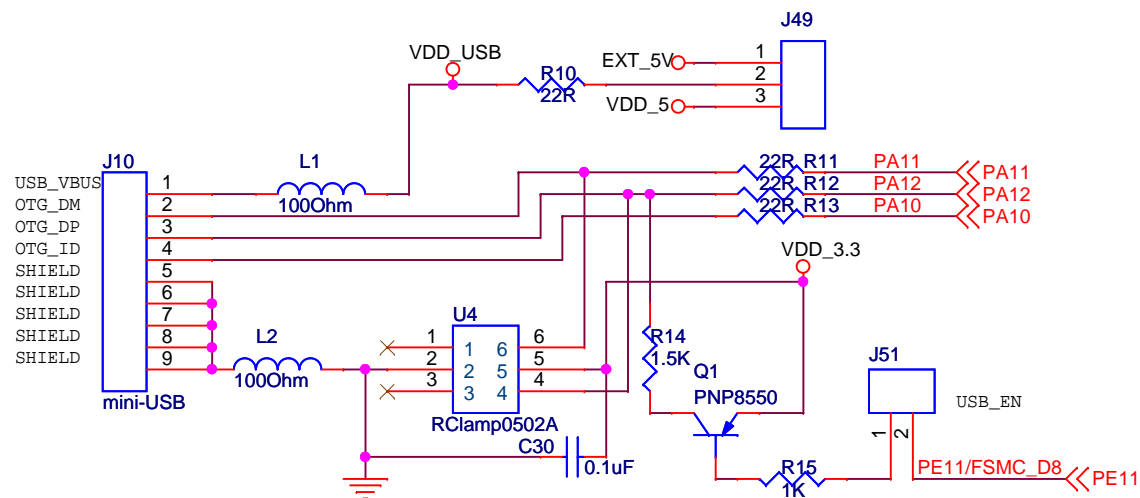 J49
VDD_USB
EXT_5V
1
R10
2
22R
VDD_5
3
J10
L1
22R R11 PA11 PA11
USB_VBUS 1
22R R12 PA12 PA12
100Ohm
OTG_DM 2
22R R13 PA10 PA10
OTG_DP 3
OTG_ID 4
VDD_3.3
SHIELD 5
SHIELD 6
SHIELD 7
SHIELD 8
SHIELD 9
U4
1 1 6 6
2 2 5 5
3 3 4 4
L2
100Ohm
R14
1.5K
Q1
PNP8550
J51
USB_EN
mini-USB
RClamp0502A
C30
0.1uF
1
2
R15
1K
PE11/FSMC_D8 PE11